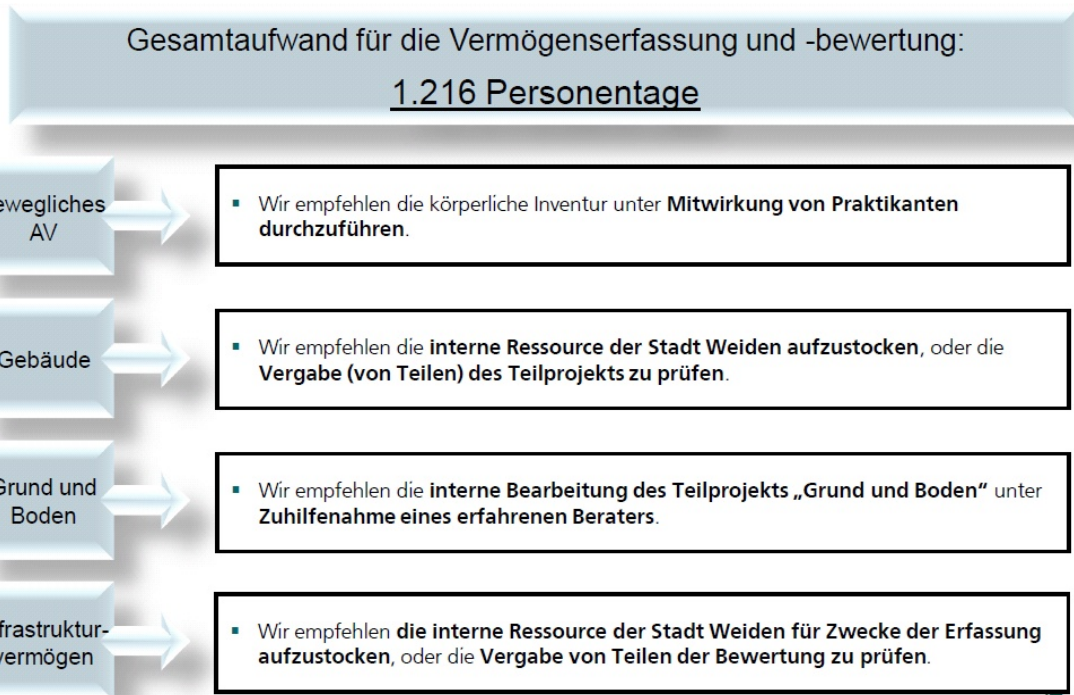 Gesamtaufwand für die Vermögenserfassung und -bewertung:
1.216 Personentage
ewegliches
AV
▪ Wir empfehlen die körperliche Inventur unter Mitwirkung von Praktikanten
durchzuführen.
Gebäude
▪ Wir empfehlen die interne Ressource der Stadt Weiden aufzustocken, oder die
Vergabe (von Teilen) des Teilprojekts zu prüfen.
Grund und
Boden
▪ Wir empfehlen die interne Bearbeitung des Teilprojekts „Grund und Boden“ unter
Zuhilfenahme eines erfahrenen Beraters.
frastruktur-
vermögen
▪ Wir empfehlen die interne Ressource der Stadt Weiden für Zwecke der Erfassung
aufzustocken, oder die Vergabe von Teilen der Bewertung zu prüfen.